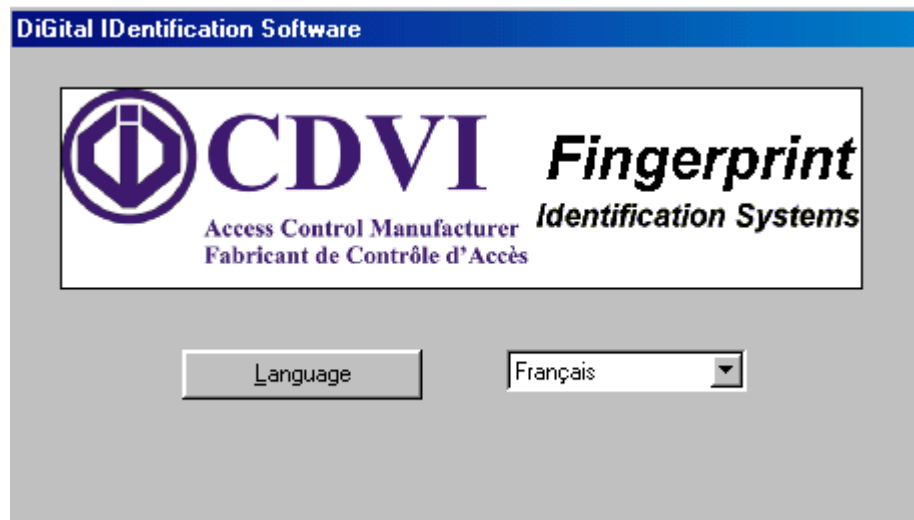 DiGital IDentification Software
CDVI
Access Control Manufacturer
Fabricant de Contrôle d'Accès
Fingerprint
Identification Systems
Language
Français